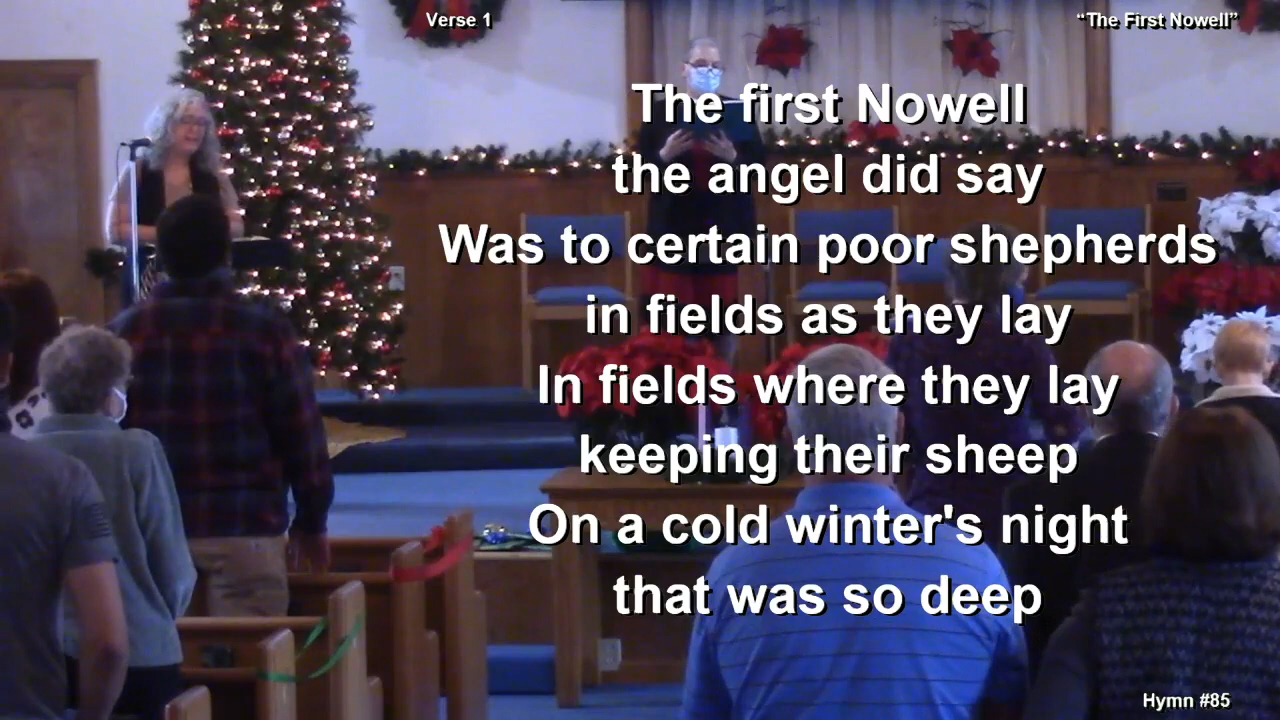 Verse 1
“The First Nowell”
The first Nowell
the angel did say
Was to certain poor shepherds
in fields as they lay
In fields where they lay
keeping their sheep
On a cold winter's night
that was so deep
Hymn #85